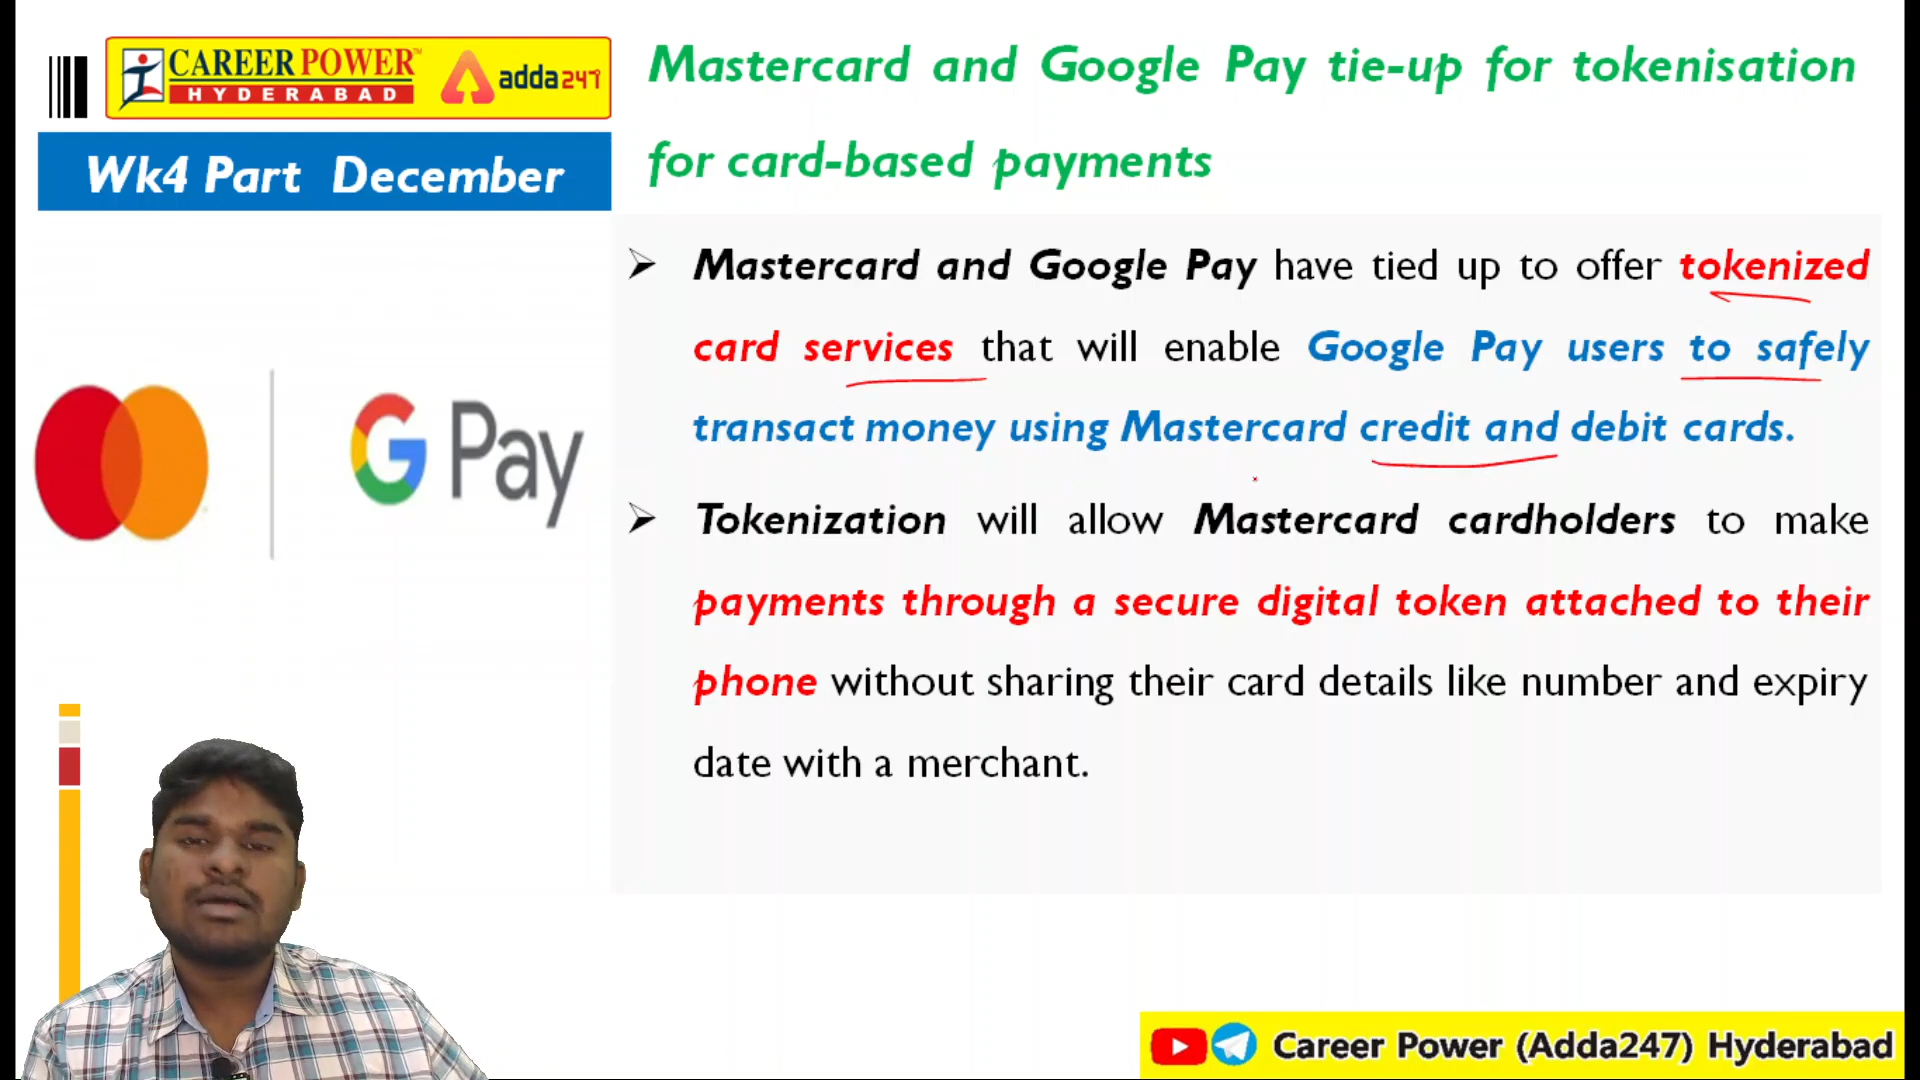 CAREER POWER
HYDERABAD
adda247
Wk4 Part December
Mastercard and Google Pay tie-up for tokenisation
for card-based payments
Mastercard and Google Pay have tied up to offer tokenized
card services that will enable Google Pay users to safely
transact money using Mastercard credit and debit cards.
Tokenization will allow Mastercard cardholders to make
payments through a secure digital token attached to their
phone without sharing their card details like number and expiry
date with a merchant.
G Pay
Career Power (Adda247) Hyderabad